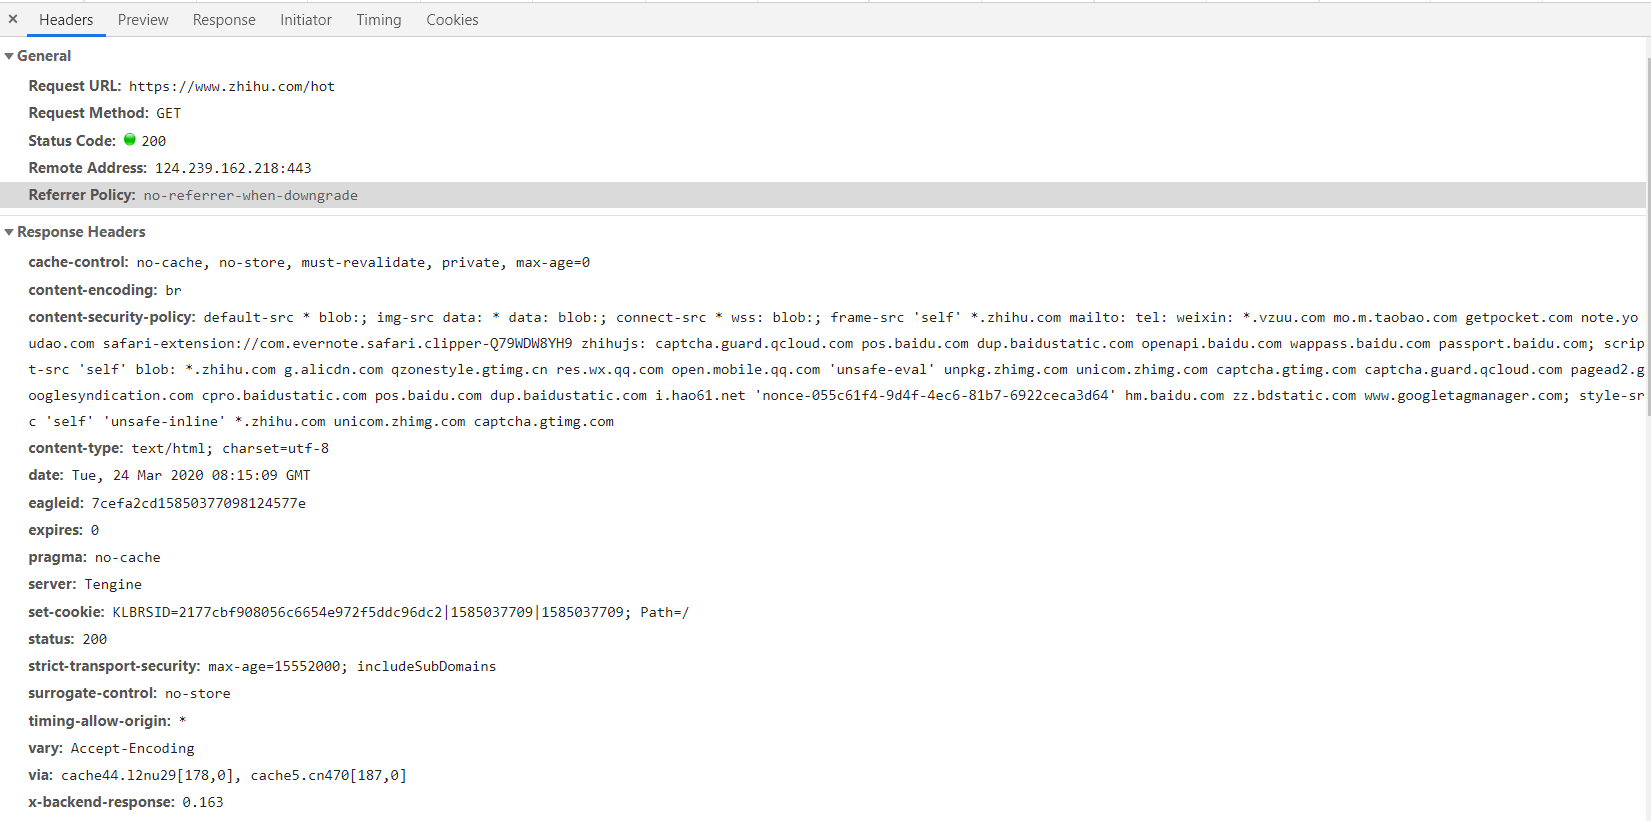 × Headers Preview Response Initiator Timing Cookies
▼ General
Request URL: https://www.zhihu.com/hot
Request Method: GET
Status Code: 200
Remote Address: 124.239.162.218:443
Referrer Policy: no-referrer-when-downgrade
▼ Response Headers
cache-control: no-cache, no-store, must-revalidate, private, max-age=0
content-encoding: br
content-security-policy: default-src * blob:; img-src data: * data: blob:; connect-src * wss: blob:; frame-src 'self' *.zhihu.com mailto: tel: weixin: *.vzuu.com mo.m.taobao.com getpocket.com note.yo
udao.com safari-extension://com.evernote.safari.clipper-Q79WDW8YH9 zhihujs: captcha.guard.qcloud.com pos.baidu.com dup.baidustatic.com openapi.baidu.com wappass.baidu.com passport.baidu.com; scrip
t-src 'self' blob: *.zhihu.com g.alicdn.com qzonestyle.gtimg.cn res.wx.qq.com open.mobile.qq.com 'unsafe-eval' unpkg.zhimg.com unicom.zhimg.com captcha.gtimg.com captcha.guard.qcloud.com pagead2.g
ooglesyndication.com cpro.baidustatic.com pos.baidu.com dup.baidustatic.com i.hao61.net 'nonce-055c61f4-9d4f-4ec6-81b7-6922ceca3d64' hm.baidu.com zz.bdstatic.com www.googletagmanager.com; style-sr
c 'self' 'unsafe-inline' *.zhihu.com unicom.zhimg.com captcha.gtimg.com
content-type: text/html; charset=utf-8
date: Tue, 24 Mar 2020 08:15:09 GMT
eagleid: 7cefa2cd15850377098124577e
expires: 0
pragma: no-cache
server: Tengine
set-cookie: KLBRSID=2177cbf908056c6654e972f5ddc96dc2|1585037709|1585037709; Path=/
status: 200
strict-transport-security: max-age=15552000; includeSubDomains
surrogate-control: no-store
timing-allow-origin: *
vary: Accept-Encoding
via: cache44.l2nu29[178,0], cache5.cn470[187,0]
x-backend-response: 0.163